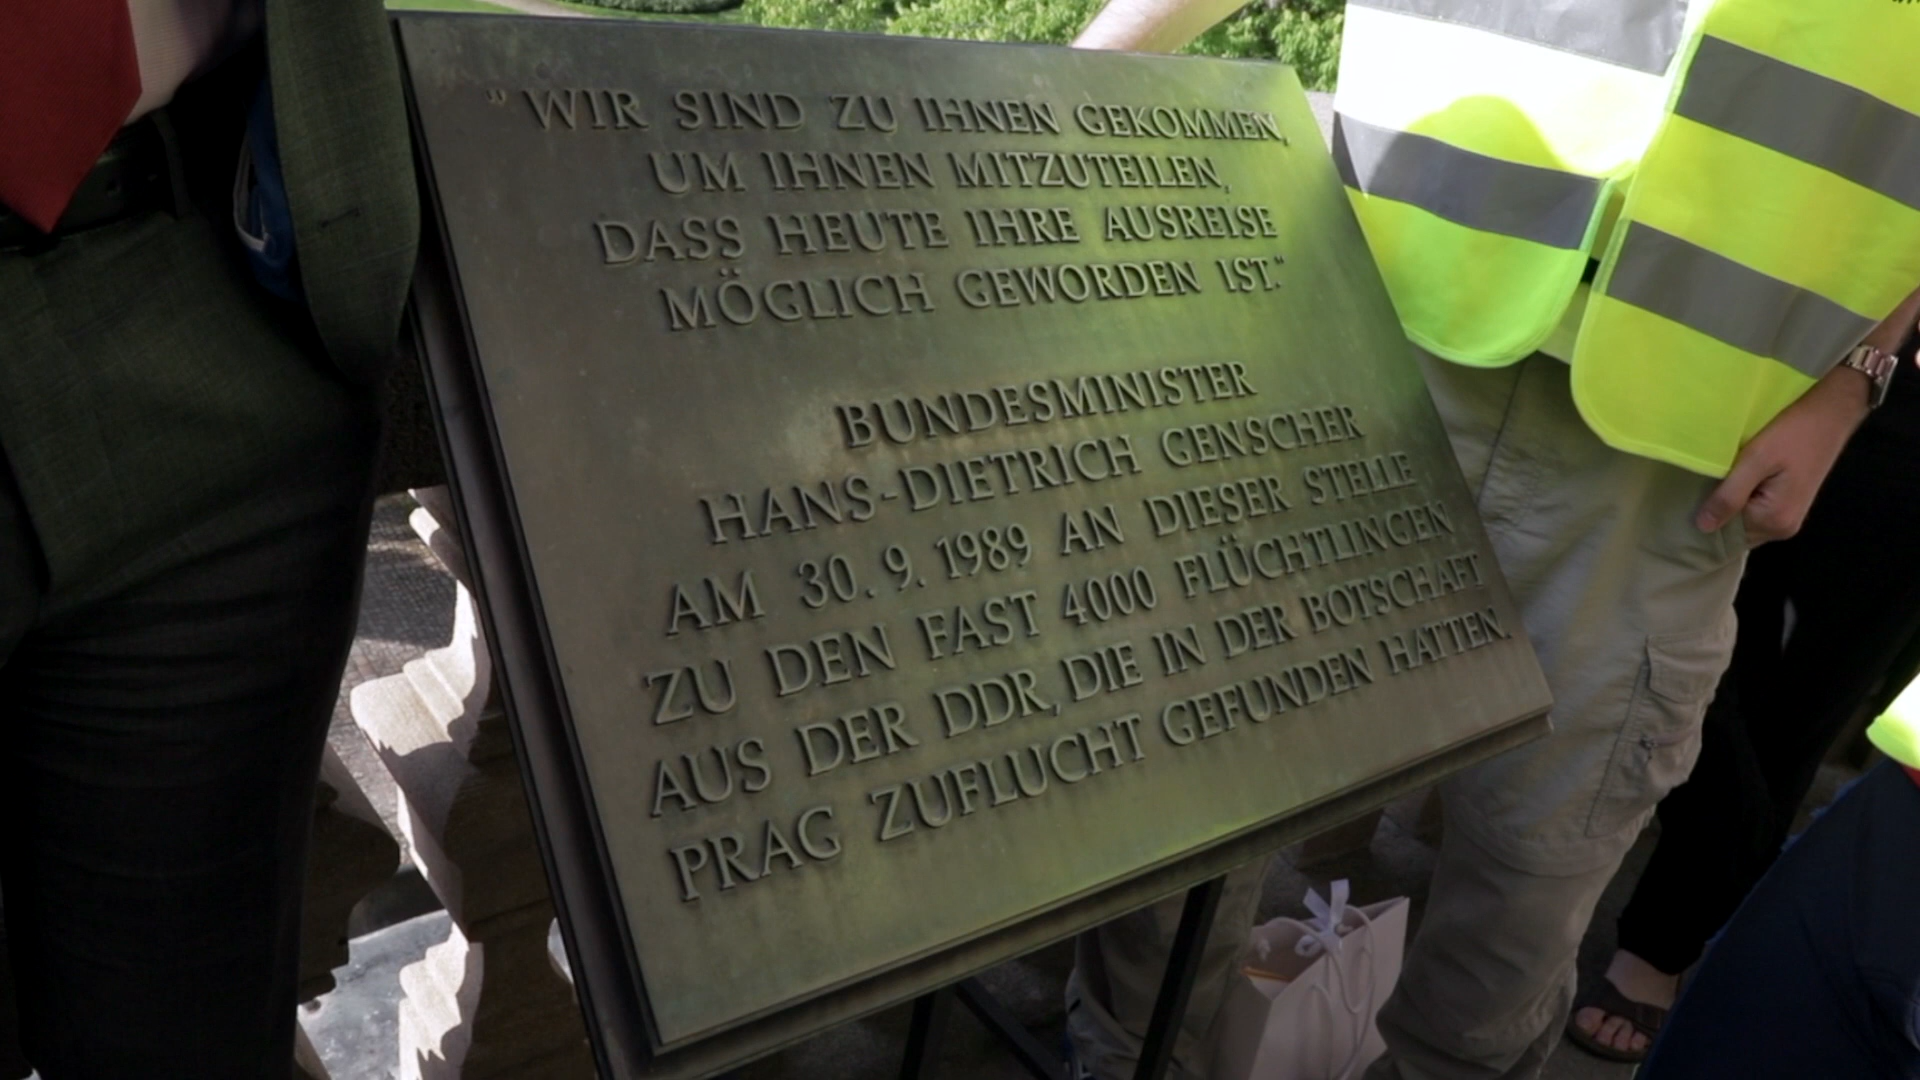 "WIR SIND ZU IHNEN GEKOMMEN,
UM IHNEN MITZUTEILEN,
DASS HEUTE IHRE AUSREISE
MÖGLICH GEWORDEN IST."
BUNDESMINISTER
HANS-DIETRICH GENSCHER
AM 30.9.1989 AN DIESER STELLE
ZU DEN FAST 4000 FLÜCHTLINGEN
AUS DER DDR, DIE IN DER BOTSCHAFT
PRAG ZUFLUCHT GEFUNDEN HATTEN.